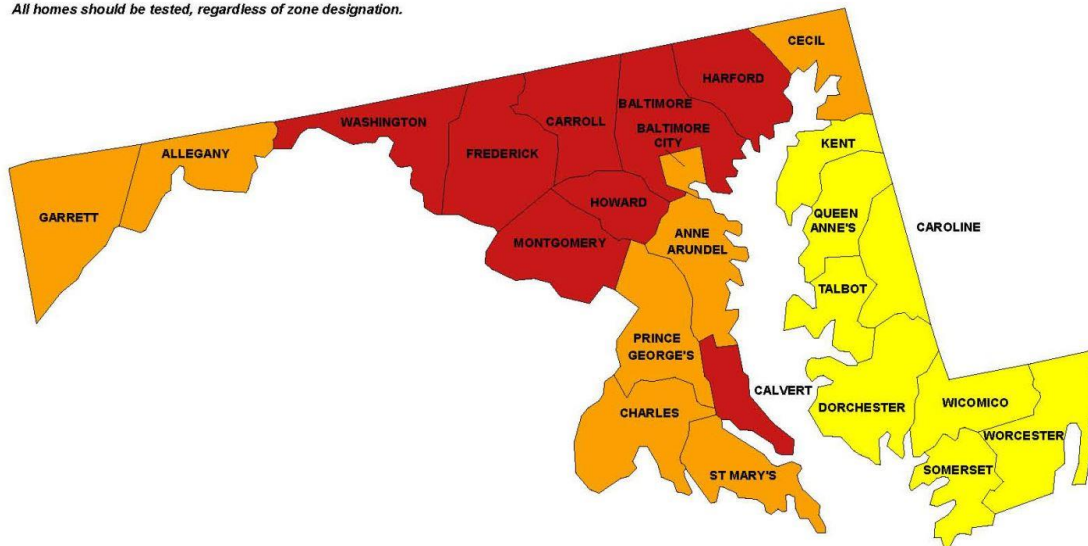 All homes should be tested, regardless of zone designation.
CECIL
HARFORD
BALTIMORE
CARROLL
WASHINGTON
BALTIMORE
CITY
KENT
FREDERICK
ALLEGANY
HOWARD
GARRETT
QUEEN
ANNE'S
CAROLINE
ANNE
ARUNDEL
MONTGOMERY
TALBOT
PRINCE
GEORGE'S
CALVERT
DORCHESTER
WICOMICO
CHARLES
WORCESTER
SOMERSET
ST MARY'S